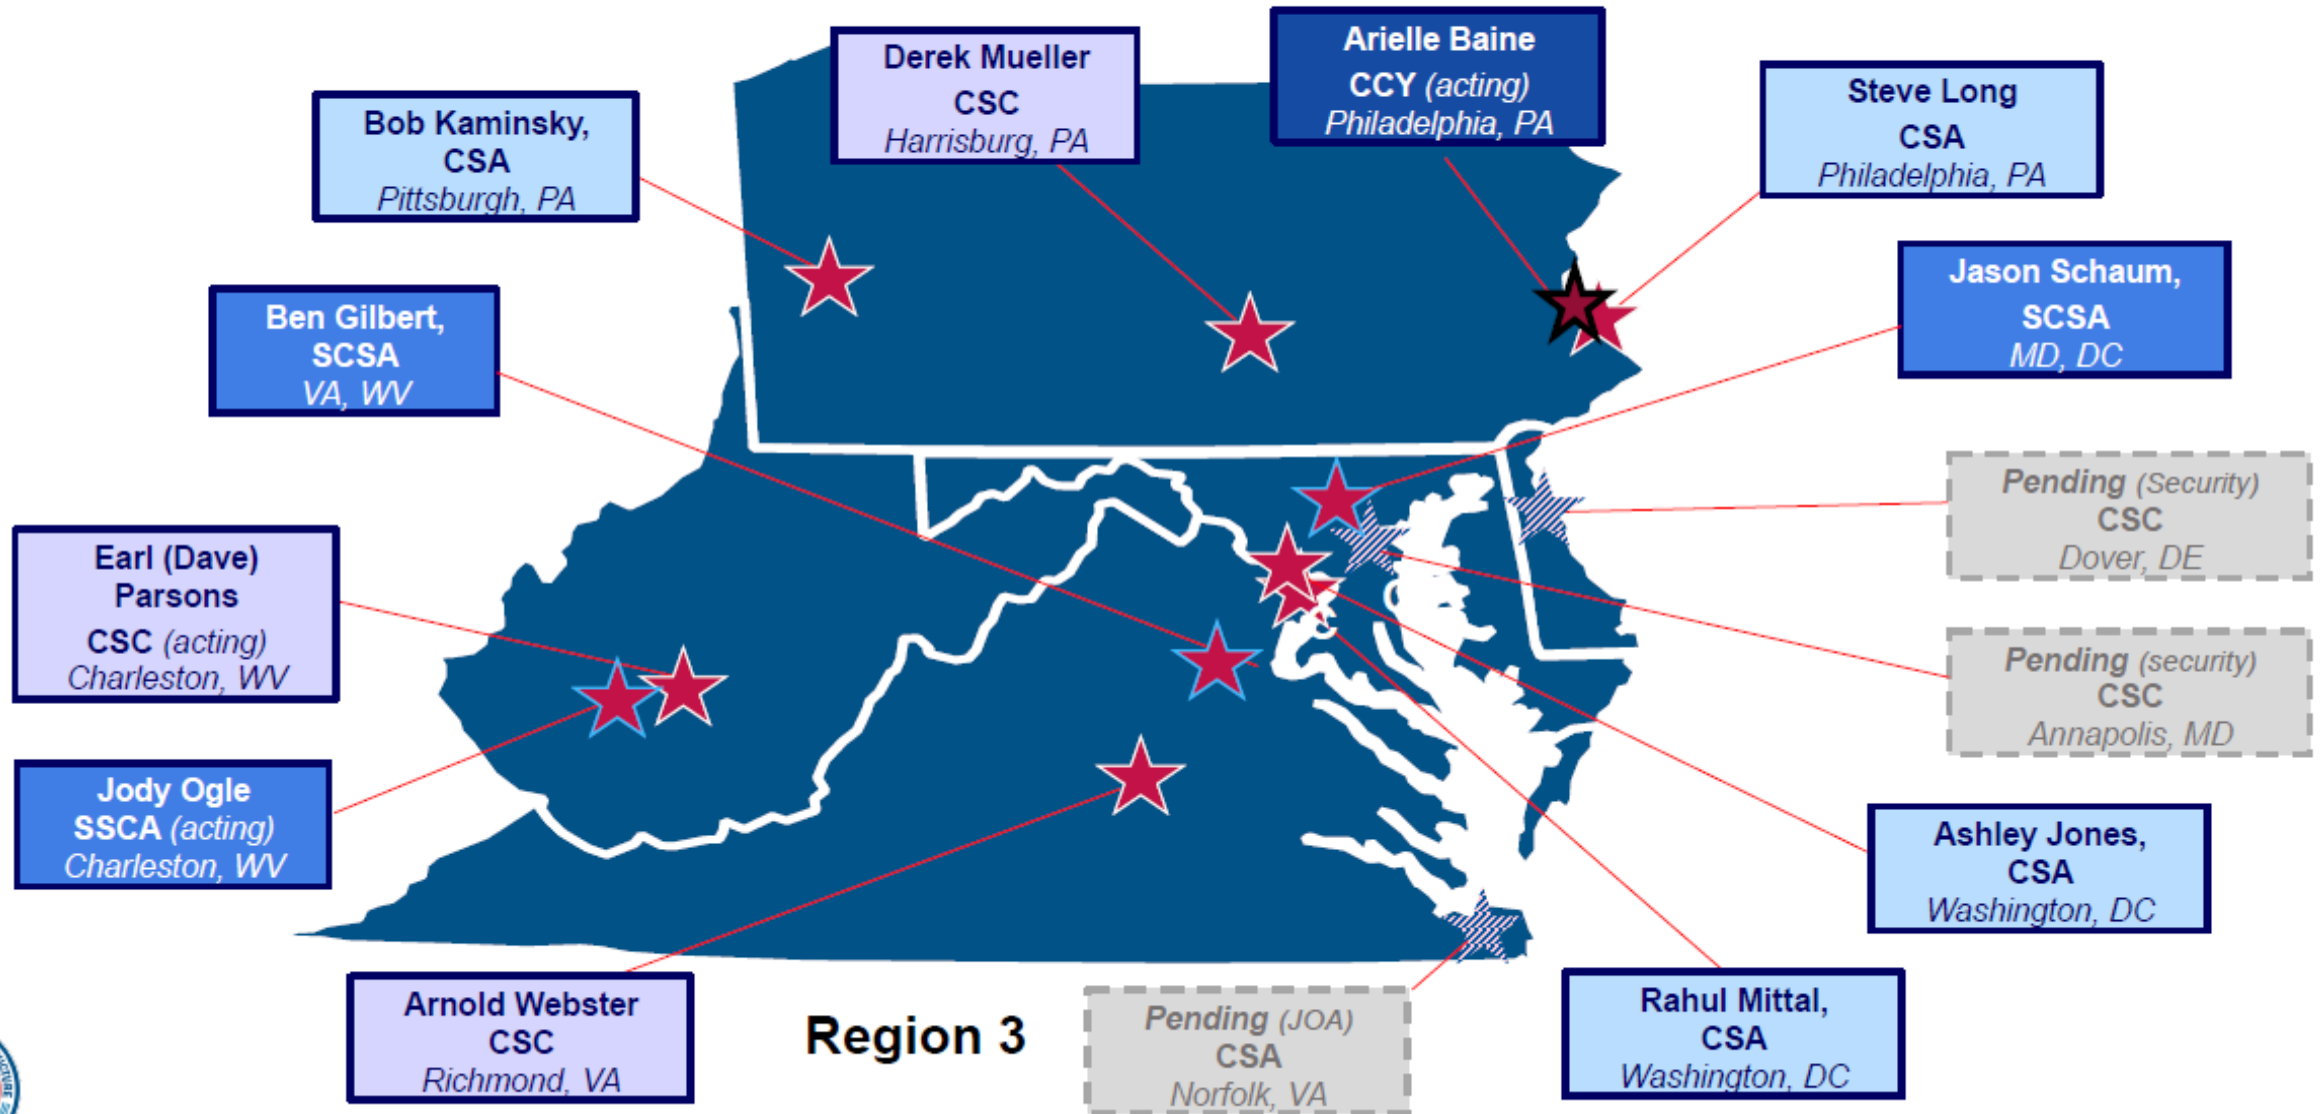 Derek Mueller
CSC
Harrisburg, PA
Arielle Baine
CCY (acting)
Philadelphia, PA
Steve Long
CSA
Philadelphia, PA
Bob Kaminsky,
CSA
Pittsburgh, PA
Jason Schaum,
SCSA
MD, DC
Ben Gilbert,
SCSA
VA, WV
Pending (Security)
CSC
Dover, DE
Earl (Dave)
Parsons
CSC (acting)
Charleston, WV
Pending (security)
CSC
Annapolis, MD
Jody Ogle
SSCA (acting)
Charleston, WV
Ashley Jones,
CSA
Washington, DC
Arnold Webster
CSC
Richmond, VA
Region 3
Pending (JOA)
CSA
Norfolk, VA
Rahul Mittal,
CSA
Washington, DC